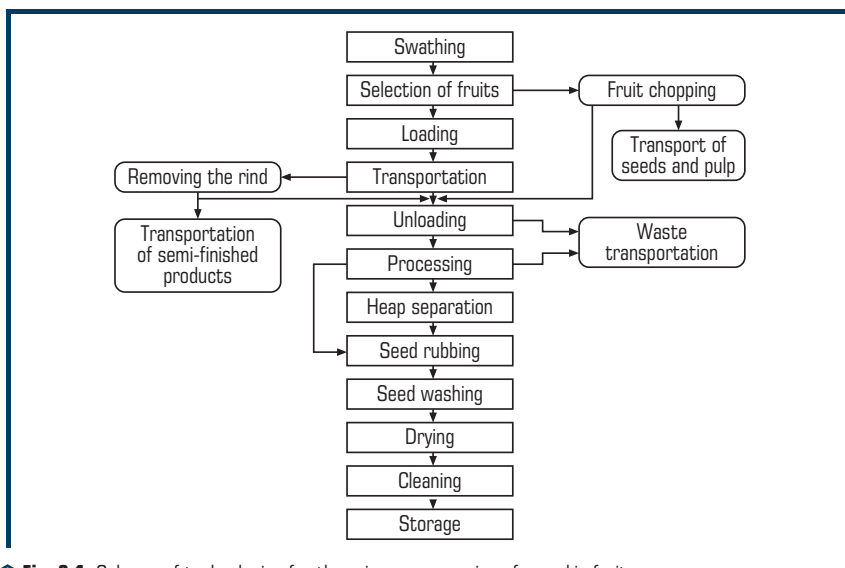 Swathing
Selection of fruits
Fruit chopping
Loading
Transport of
seeds and pulp
Removing the rind
Transportation
Unloading
Transportation
of semi-finished
products
Waste
transportation
Processing
Heap separation
Seed rubbing
Seed washing
Drying
Cleaning
Storage